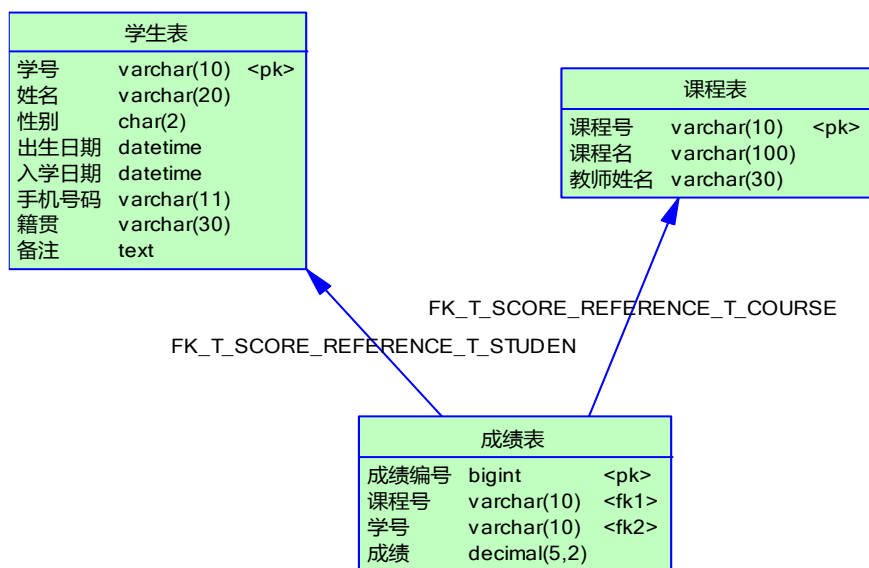 学生表
学号 varchar(10) <pk>
姓名 varchar(20)
性别 char(2)
出生日期 datetime
入学日期 datetime
手机号码 varchar(11)
籍贯 varchar(30)
备注 text
课程表
课程号 varchar(10) <pk>
课程名 varchar(100)
教师姓名 varchar(30)
FK_T_SCORE_REFERENCE_T_COURSE
FK_T_SCORE_REFERENCE_T_STUDEN
成绩表
成绩编号 bigint <pk>
课程号 varchar(10) <fk1>
学号 varchar(10) <fk2>
成绩 decimal(5,2)